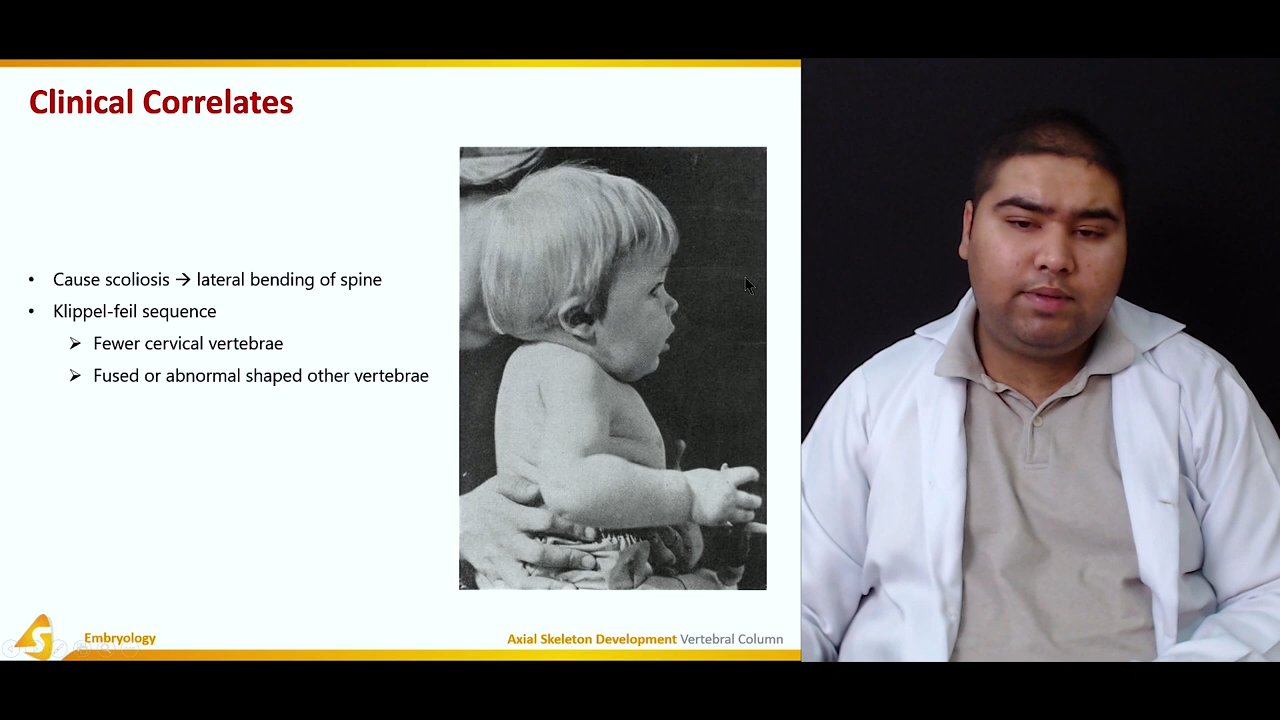 Clinical Correlates
• Cause scoliosis → lateral bending of spine
• Klippel-feil sequence
➢ Fewer cervical vertebrae
➢ Fused or abnormal shaped other vertebrae
S
Embryology
Axial Skeleton Development Vertebral Column